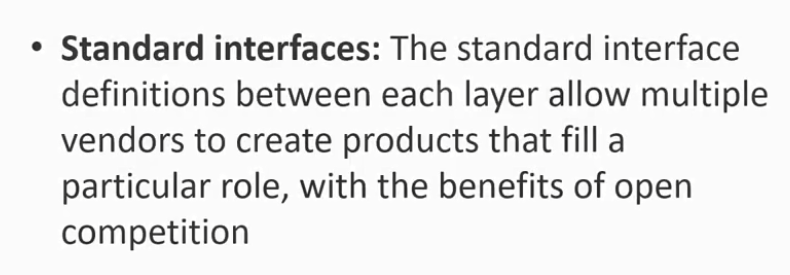 • Standard interfaces: The standard interface
definitions between each layer allow multiple
vendors to create products that fill a
particular role, with the benefits of open
competition